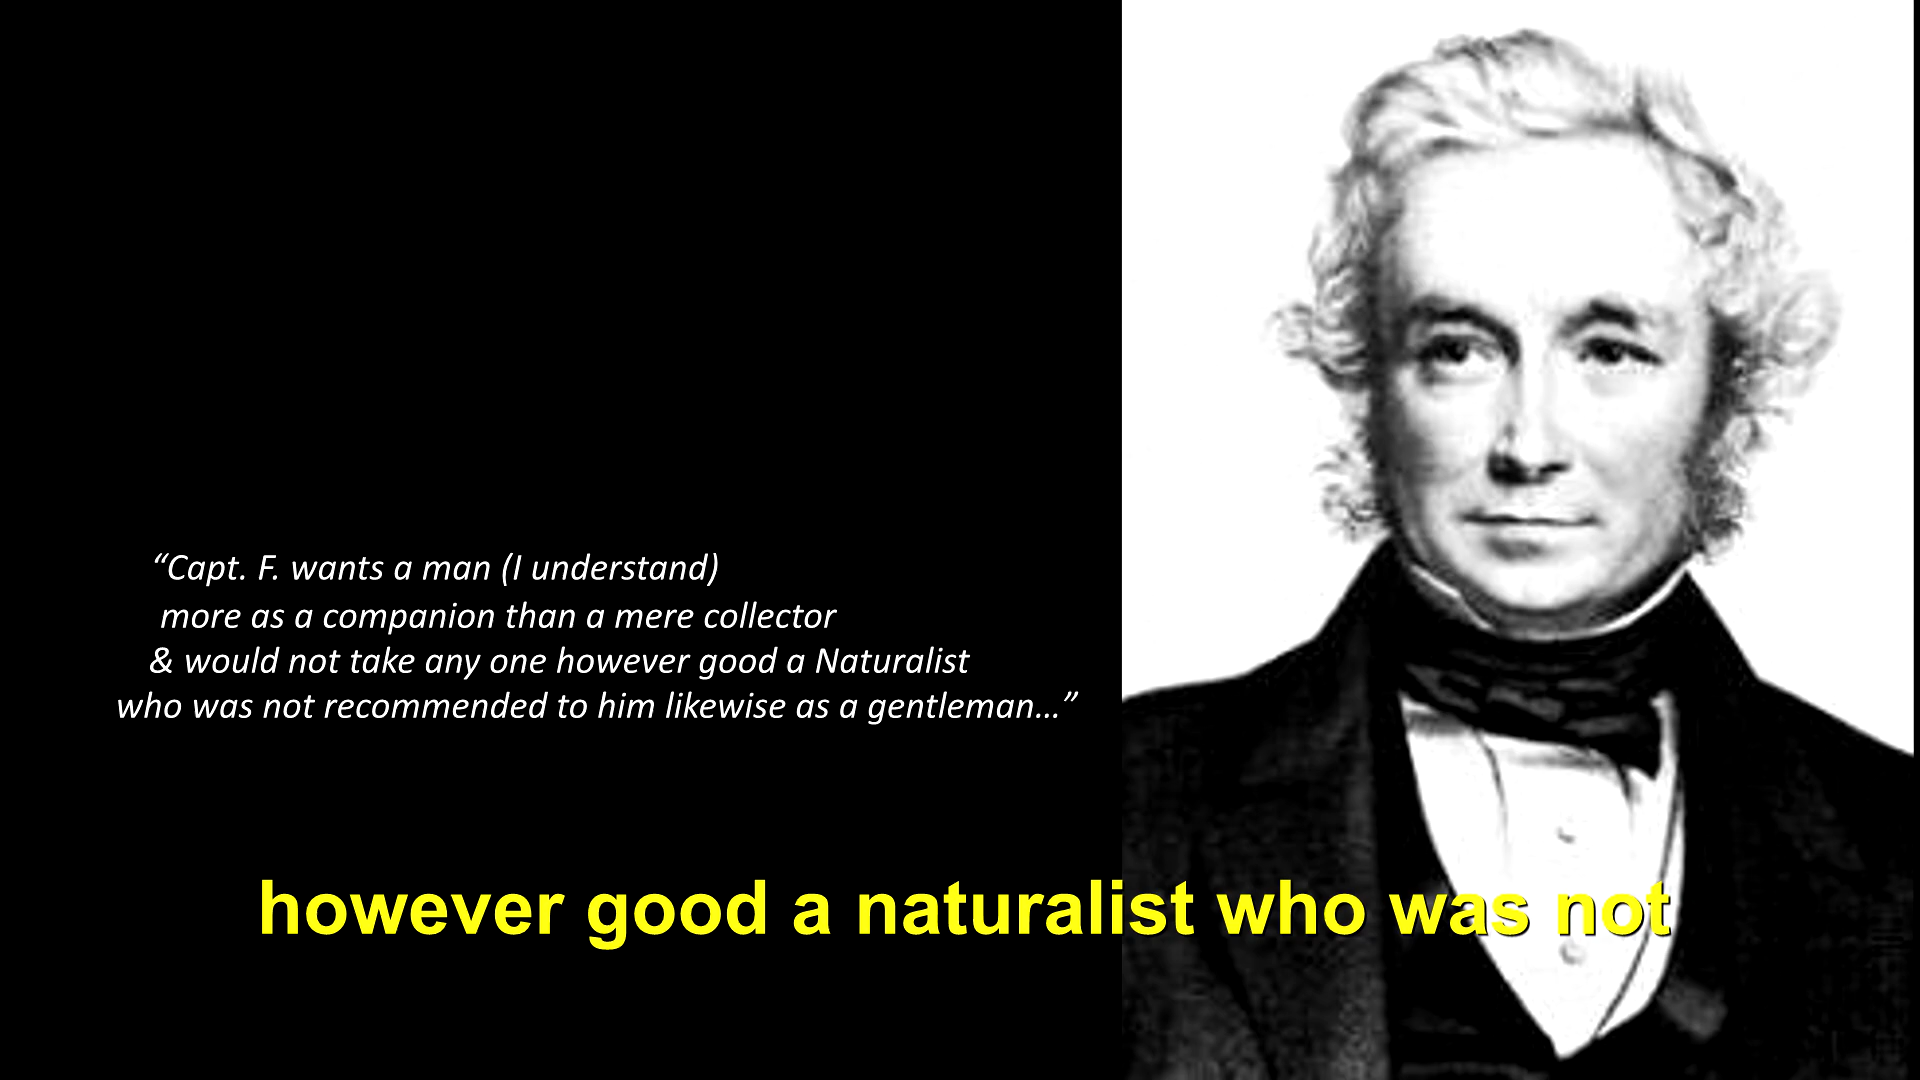 “Capt. F. wants a man (I understand)
more as a companion than a mere collector
& would not take any one however good a Naturalist
who was not recommended to him likewise as a gentleman…”
however good a naturalist who was not